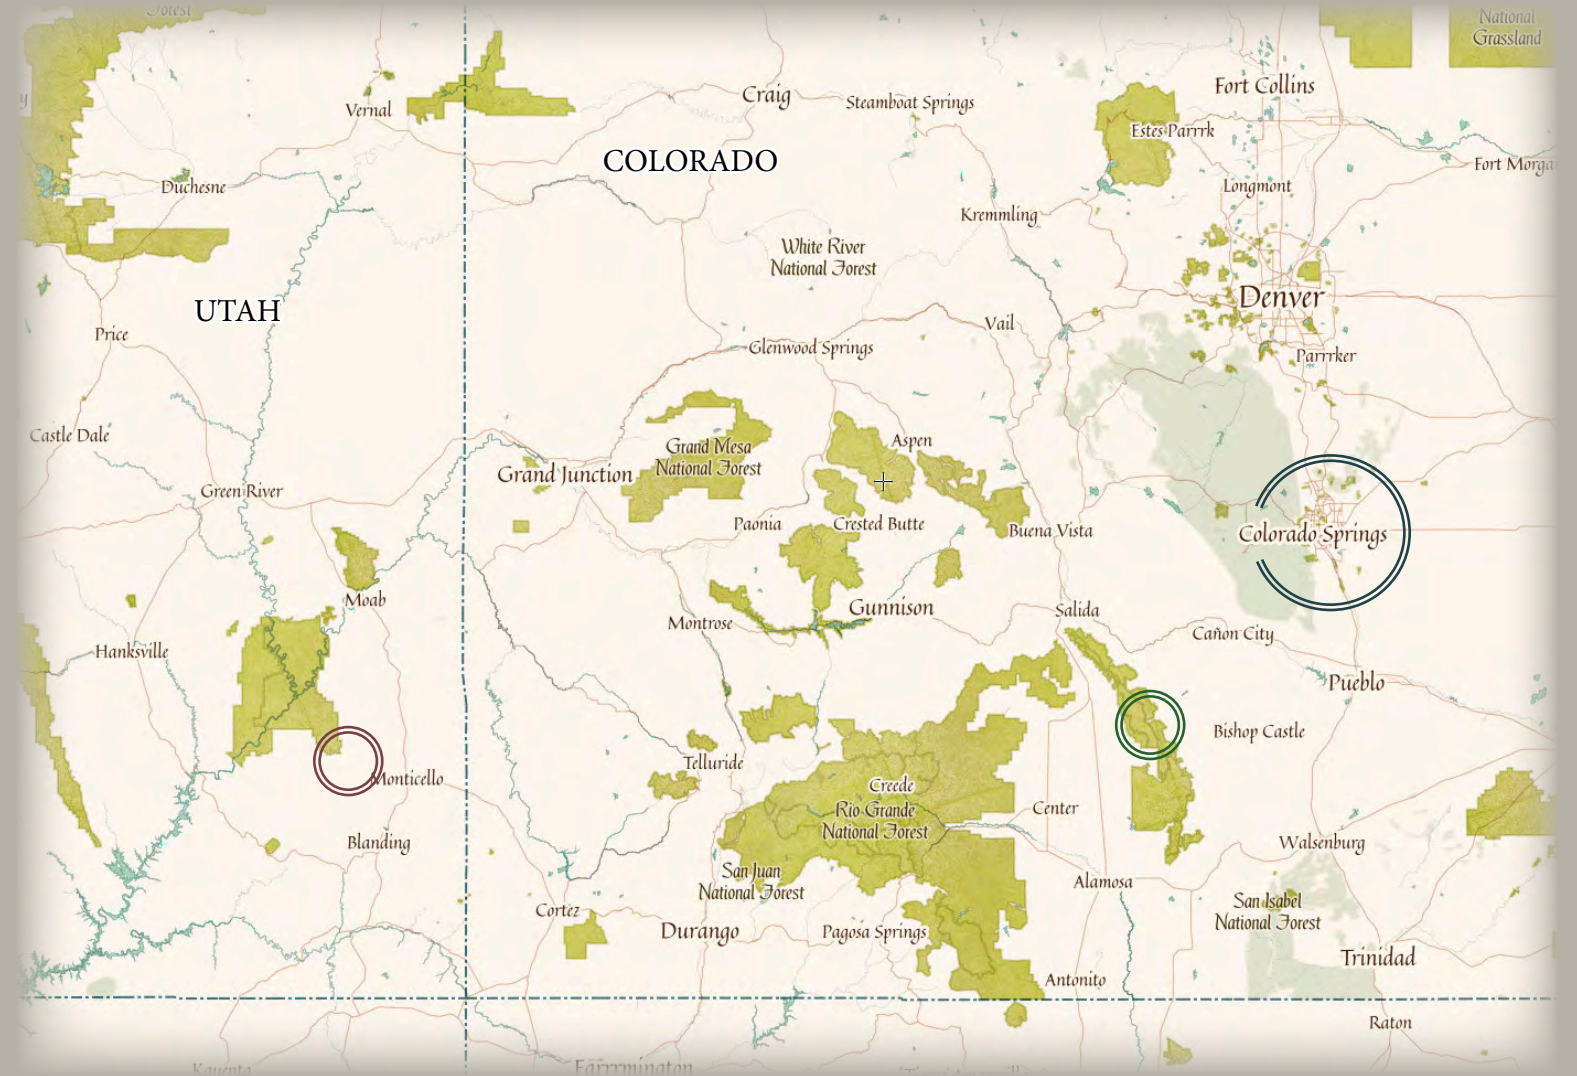 Forest
National
Grassland
Craig
Steamboat Springs
Fort Collins
Vernal
Estes Parrrk
COLORADO
Fort Morga
Duchesne
Longmont
Kremmling
White River
National Forest
UTAH
Denver
Price
Vail
Glenwood Springs
Parrrker
Castle Dale
Aspen
Grand Mesa
National Forest
Grand Junction
Green River
Paonia
Crested Butte
Buena Vista
Colorado Springs
Moab
Gunnison
Salida
Montrose
Cañon City
Hanksville
Pueblo
Bishop Castle
Telluride
Monticello
Creede
Rio Grande
National Forest
Center
Blanding
Walsenburg
San Juan
National Forest
Alamosa
San Isabel
National Forest
Cortez
Durango
Pagosa Springs
Trinidad
Antonito
Raton
Kayenta
Farrrmington